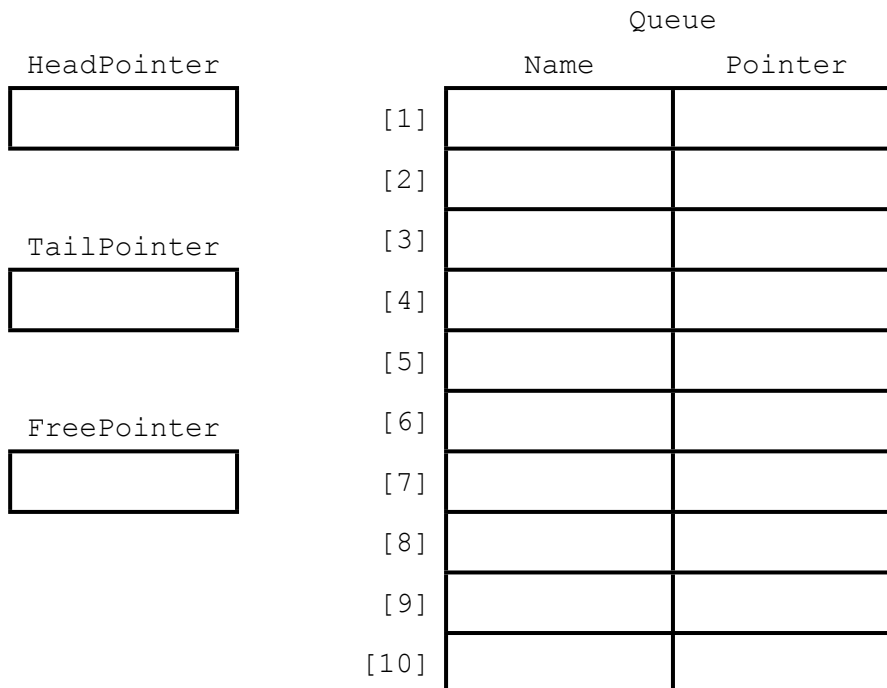 Queue
HeadPointer Name Pointer
[1]
[2]
TailPointer [3]
[4]
[5]
FreePointer [6]
[7]
[8]
[9]
[10]